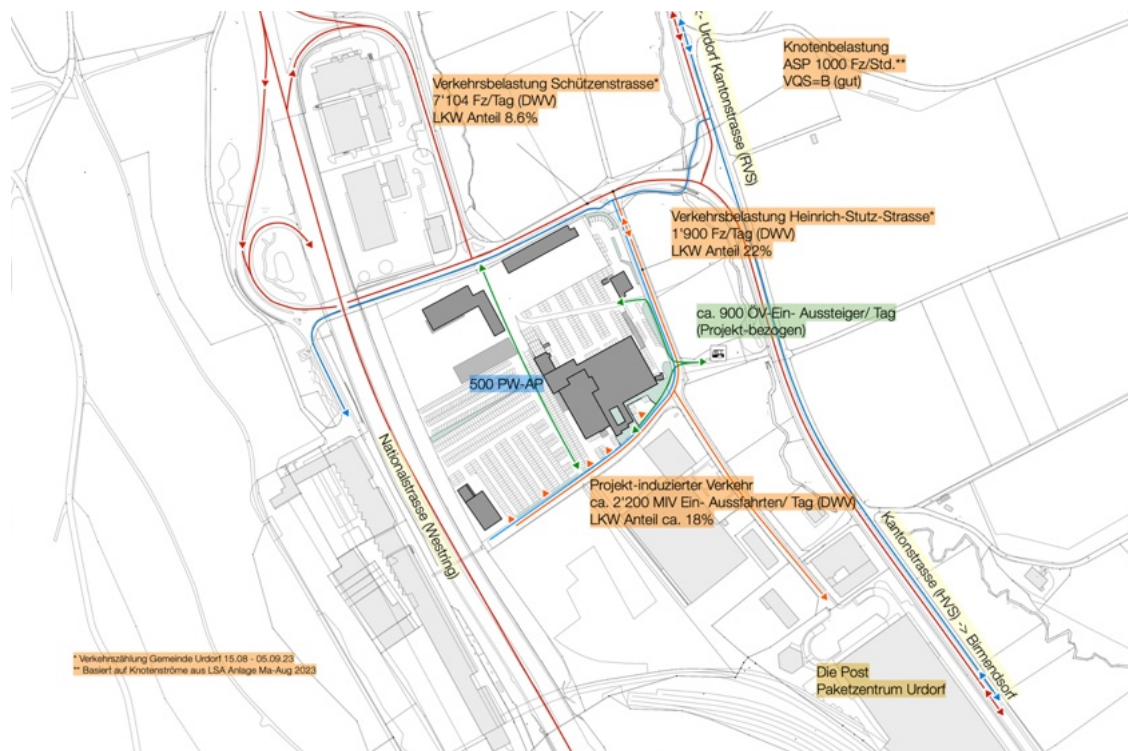 -> Urdorf Kantonstrasse (RVS)
Knotenbelastung
ASP 1000 Fz/Std.**
VQS=B (gut)
Verkehrsbelastung Schützenstrasse*
7'104 Fz/Tag (DWV)
LKW Anteil 8.6%
Verkehrsbelastung Heinrich-Stutz-Strasse*
1'900 Fz/Tag (DWV)
LKW Anteil 22%
ca. 900 ÖV-Ein- Aussteiger/ Tag
(Projekt-bezogen)
500 PW-AP
Nationalstrasse (Westring)
Projekt-induzierter Verkehr
ca. 2'200 MIV Ein- Aussfahrten/ Tag (DWV)
LKW Anteil ca. 18%
Kantonstrasse (HVS) -> Birmendsorf
* Verkehrszählung Gemeinde Urdorf 15.08 - 05.09.23
** Basiert auf Knotenströme aus LSA Anlage Ma-Aug 2023
Die Post
Paketzentrum Urdorf